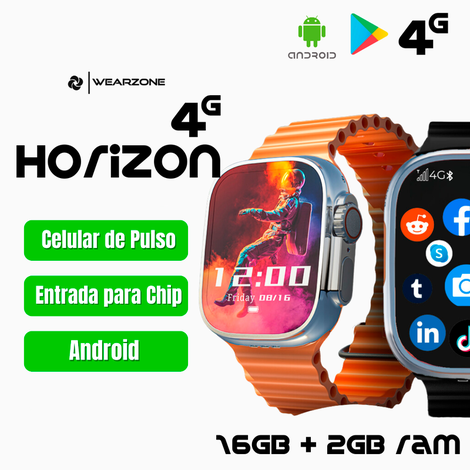 ANDROID
4G
WEARZONE
4G
HORIZON
Celular de Pulso
Entrada para Chip
Android
12:00
Friday 08/16
4G
S
t
in
16GB + 2GB ram